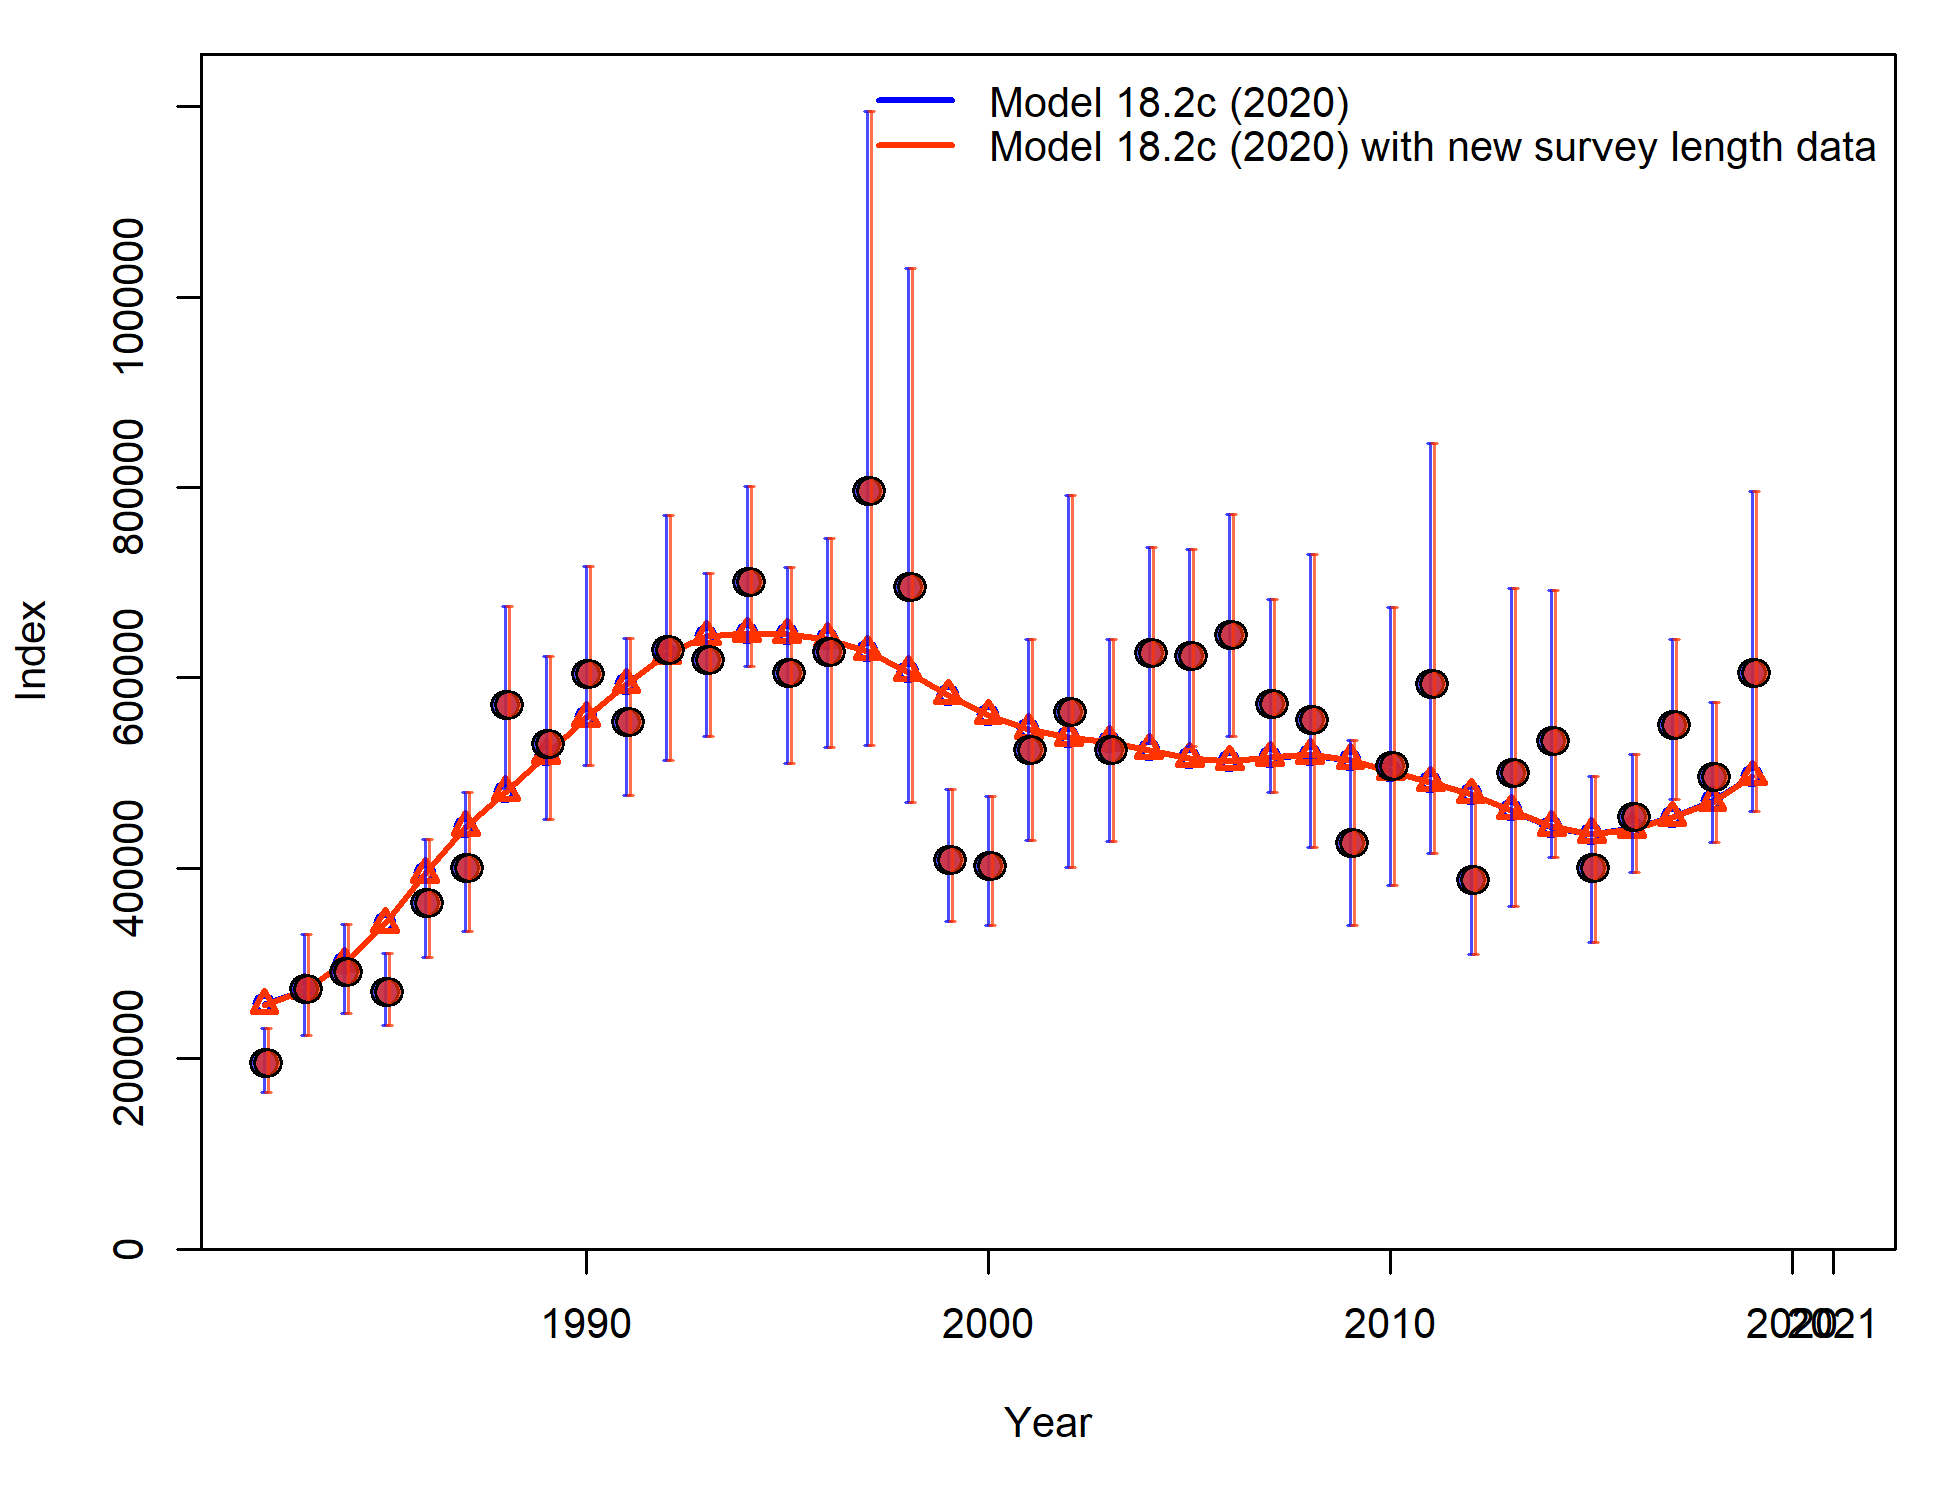 Model 18.2c (2020)
Model 18.2c (2020) with new survey length data
Index
0
200000
400000
600000
800000
1000000
1990
2000
2010
2020
2021
Year